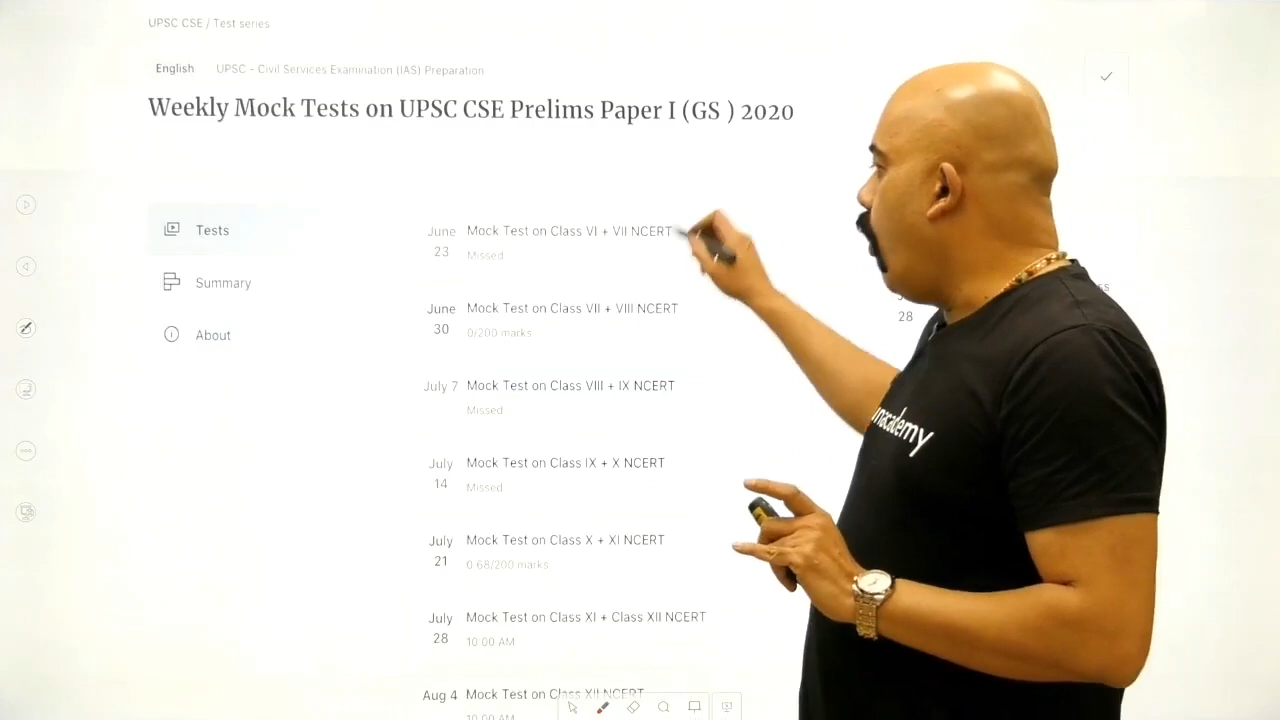 UPSC CSE / Test series
English UPSC - Civil Services Examination (IAS) Preparation
Weekly Mock Tests on UPSC CSE Prelims Paper I (GS ) 2020
Tests
Summary
About
June 23 Mock Test on Class VI + VII NCERT
Missed
June 30 Mock Test on Class VII + VIII NCERT
0/200 marks
July 7 Mock Test on Class VIII + IX NCERT
Missed
July 14 Mock Test on Class IX + X NCERT
Missed
July 21 Mock Test on Class X + XI NCERT
0.68/200 marks
July 28 Mock Test on Class XI + Class XII NCERT
10:00 AM
Aug 4 Mock Test on Class XII NCERT
10:00 AM
28
unacademy